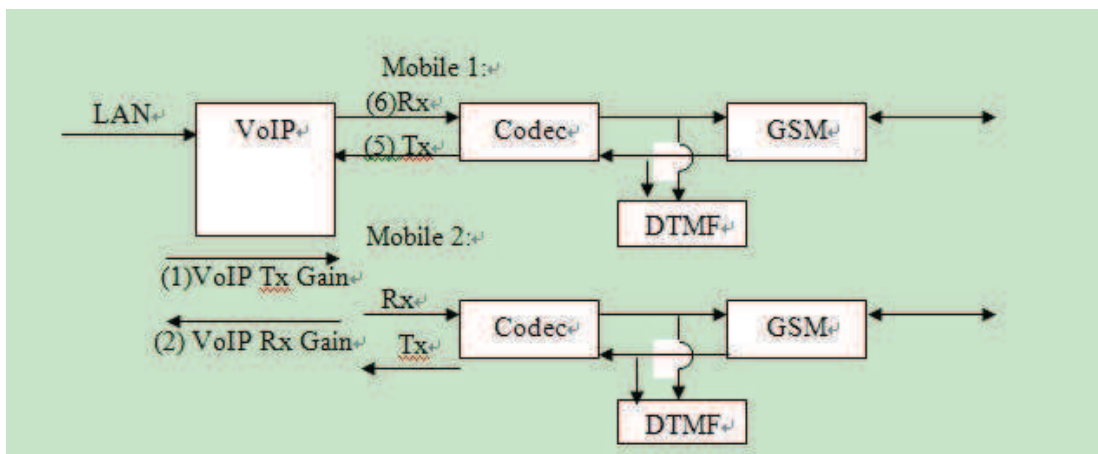 Mobile 1:
LAN
VoIP
(6)Rx
(5) Tx
Codec
GSM
DTMF
Mobile 2:
(1)VoIP Tx Gain
(2) VoIP Rx Gain
Rx
Tx
Codec
GSM
DTMF